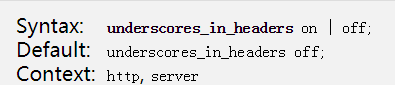 Syntax: underscores_in_headers on | off;
Default: underscores_in_headers off;
Context: http, server